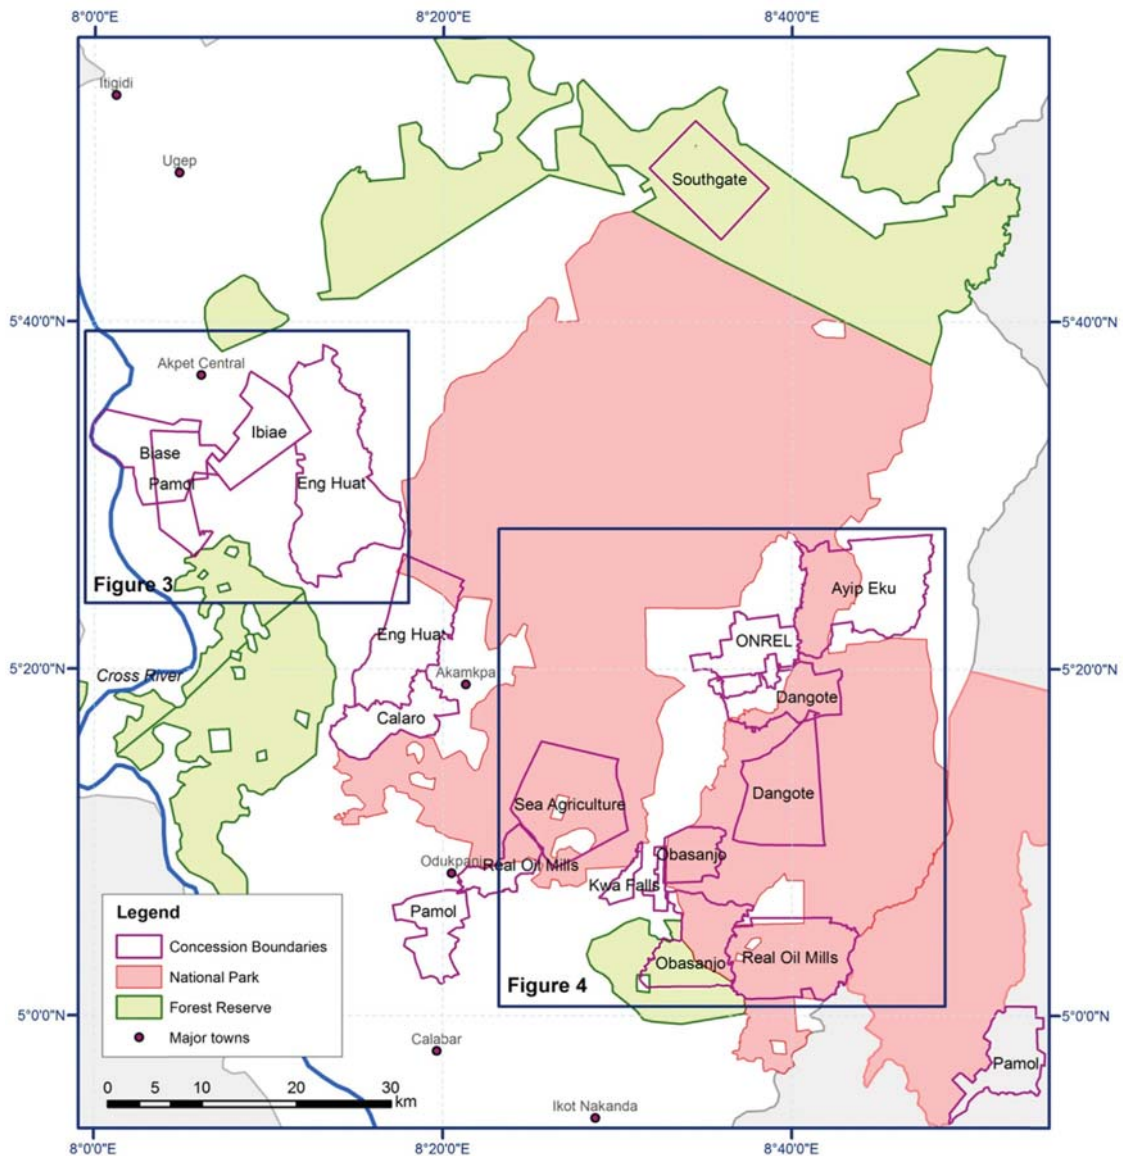 8°0'0"E
8°20'0"E
8°40'0"E
Itigidi
Ugep
Southgate
5°40'0"N
5°40'0"N
Akpet Central
Ibiae
Biase
Pamol
Eng Huat
Figure 3
Ayip Eku
Eng Huat
ONREL
5°20'0"N
5°20'0"N
Cross River
Akamkpa
Dangote
Calaro
Dangote
Sea Agriculture
Obasanjo
Odukpani
Real Oil Mills
Kwa Falls
Pamol
Legend
Concession Boundaries
National Park
Forest Reserve
Major towns
Obasanjo
Real Oil Mills
Figure 4
5°0'0"N
5°0'0"N
Calabar
Pamol
0 5 10 20 30
km
Ikot Nakanda
8°0'0"E
8°20'0"E
8°40'0"E